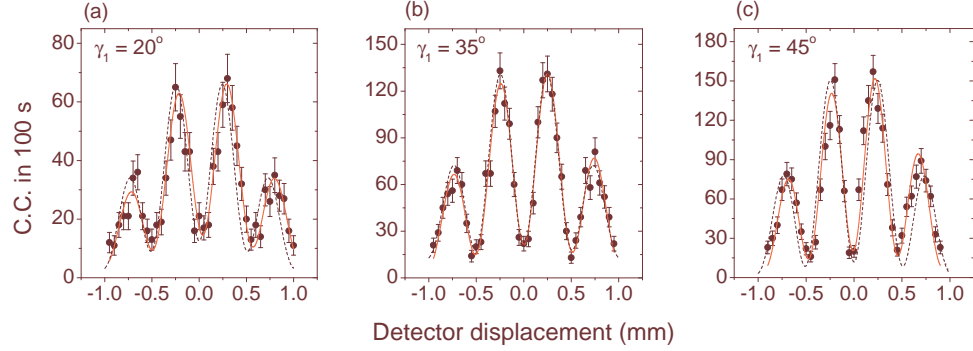 (a)
(b)
(c)
γ₁ = 20°
γ₁ = 35°
γ₁ = 45°
C.C. in 100 s
80
60
40
20
0
150
120
90
60
30
0
180
150
120
90
60
30
0
-1.0 -0.5 0.0 0.5 1.0
-1.0 -0.5 0.0 0.5 1.0
-1.0 -0.5 0.0 0.5 1.0
Detector displacement (mm)